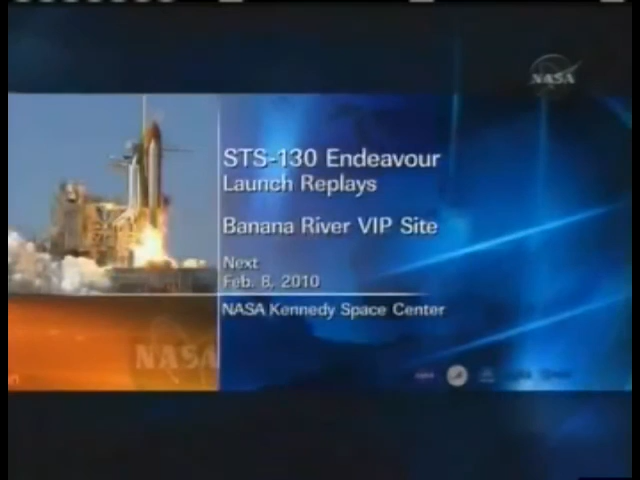 NASA
STS-130 Endeavour
Launch Replays
Banana River VIP Site
Next
Feb. 8, 2010
NASA Kennedy Space Center
NASA